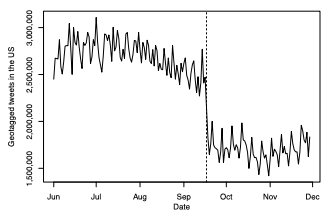 Geotagged tweets in the US
3,000,000
2,500,000
2,000,000
1,500,000
Jun Jul Aug Sep Oct Nov Dec
Date